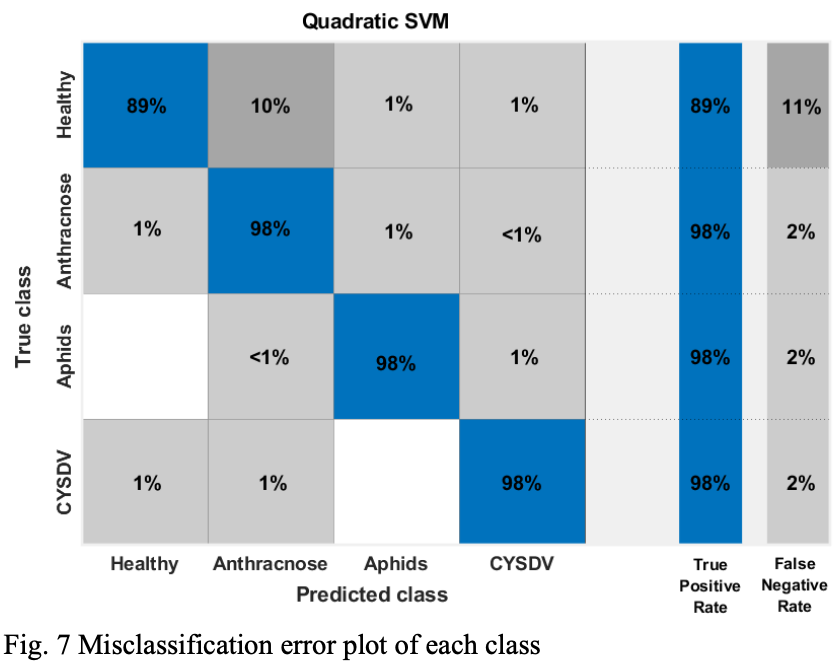 Quadratic SVM
True class
Healthy
89% 10% 1% 1% 89% 11%
Anthracnose
1% 98% 1% <1% 98% 2%
Aphids
<1% 98% 1% 98% 2%
CYSDV
1% 1% 98% 98% 2%
Healthy Anthracnose Aphids CYSDV
Predicted class
True
Positive
Rate
False
Negative
Rate
Fig. 7 Misclassification error plot of each class